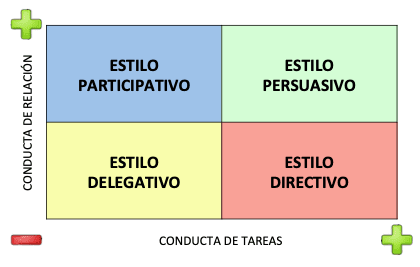 CONDUCTA DE RELACIÓN
ESTILO
PARTICIPATIVO
ESTILO
PERSUASIVO
ESTILO
DELEGATIVO
ESTILO
DIRECTIVO
CONDUCTA DE TAREAS